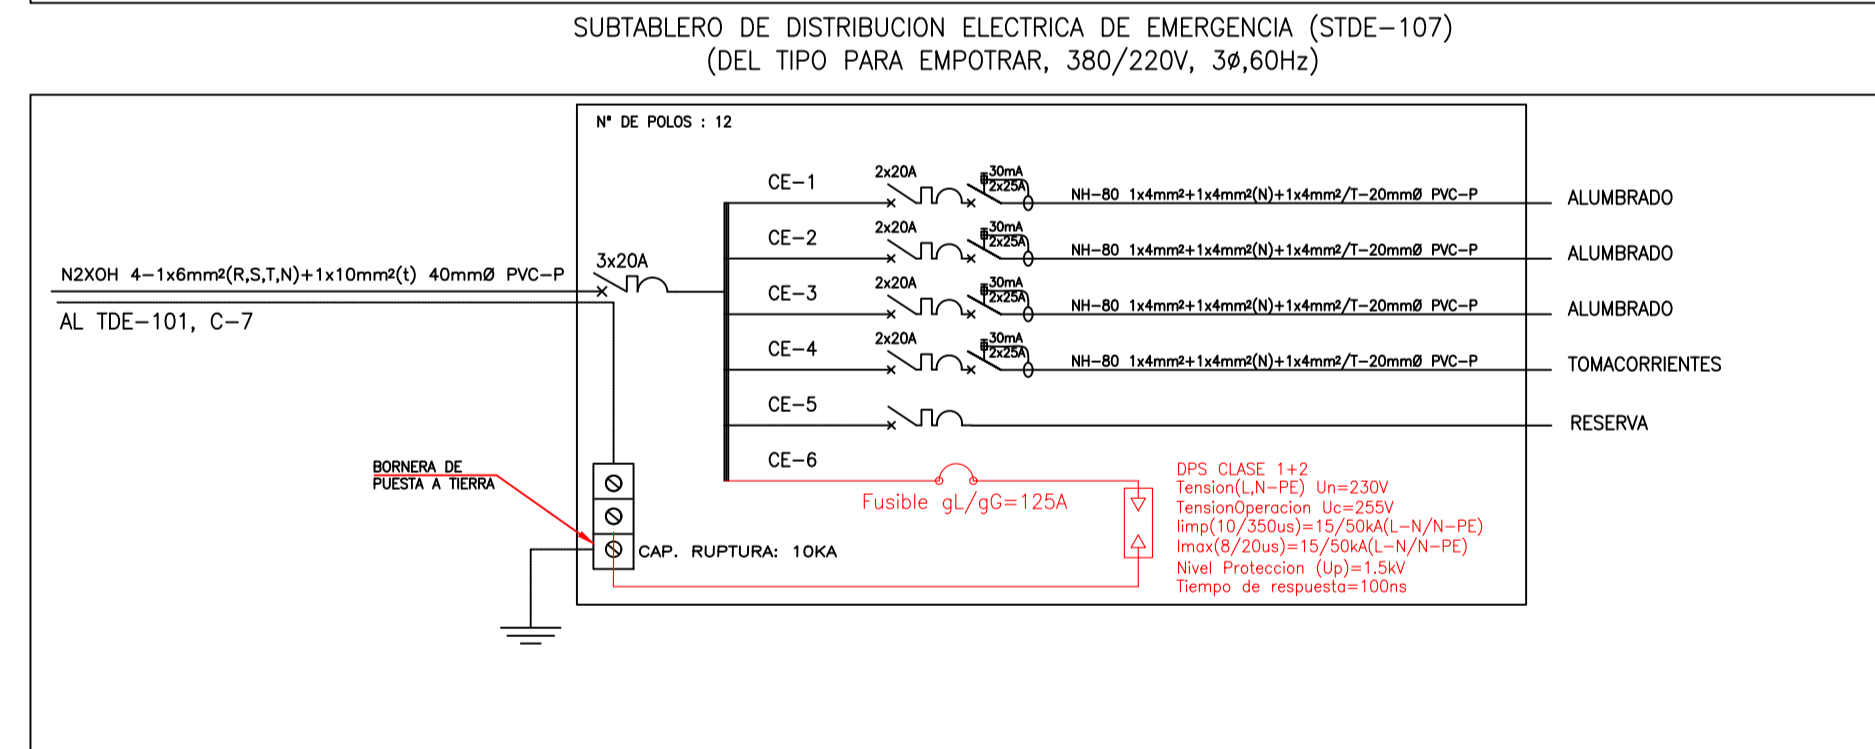 SUBTABLERO DE DISTRIBUCION ELECTRICA DE EMERGENCIA (STDE-107)
(DEL TIPO PARA EMPOTRAR, 380/220V, 3ø,60Hz)
N° DE POLOS : 12
N2XOH 4-1x6mm²(R,S,T,N)+1x10mm²(t) 40mmØ PVC-P
AL TDE-101, C-7
3x20A
CE-1
2x20A
30mA
2x25A
NH-80 1x4mm²+1x4mm²(N)+1x4mm²/T-20mmØ PVC-P
ALUMBRADO
CE-2
2x20A
30mA
2x25A
NH-80 1x4mm²+1x4mm²(N)+1x4mm²/T-20mmØ PVC-P
ALUMBRADO
CE-3
2x20A
30mA
2x25A
NH-80 1x4mm²+1x4mm²(N)+1x4mm²/T-20mmØ PVC-P
ALUMBRADO
CE-4
2x20A
30mA
2x25A
NH-80 1x4mm²+1x4mm²(N)+1x4mm²/T-20mmØ PVC-P
TOMACORRIENTES
CE-5
RESERVA
CE-6
Fusible gL/gG=125A
DPS CLASE 1+2
Tension(L,N-PE) Un=230V
TensionOperacion Uc=255V
Iimp(10/350us)=15/50kA(L-N/N-PE)
Imax(8/20us)=15/50kA(L-N/N-PE)
Nivel Proteccion (Up)=1.5kV
Tiempo de respuesta=100ns
BORNERA DE
PUESTA A TIERRA
CAP. RUPTURA: 10KA